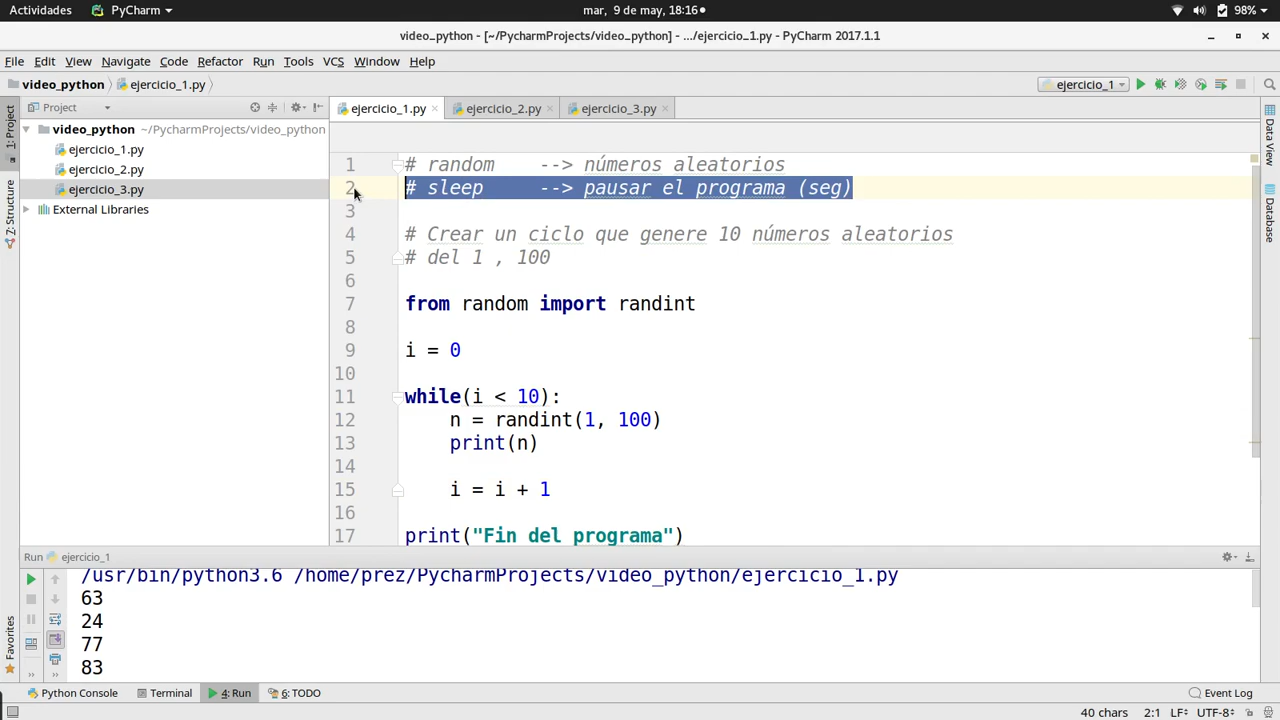 Actividades PyCharm mar, 9 de may, 18:16 98%
video_python - [~/PycharmProjects/video_python] - .../ejercicio_1.py - PyCharm 2017.1.1
File Edit View Navigate Code Refactor Run Tools VCS Window Help
video_python ejercicio_1.py ejercicio_1
Project ejercicio_1.py ejercicio_2.py ejercicio_3.py
1: Project
7: Structure
Favorites
video_python ~/PycharmProjects/video_python
ejercicio_1.py
ejercicio_2.py
ejercicio_3.py
External Libraries
1 # random --> números aleatorios
2 # sleep --> pausar el programa (seg)
3
4 # Crear un ciclo que genere 10 números aleatorios
5 # del 1 , 100
6
7 from random import randint
8
9 i = 0
10
11 while(i < 10):
12 n = randint(1, 100)
13 print(n)
15 i = i + 1
16
17 print("Fin del programa")
Data View
Database
Run ejercicio_1
/usr/bin/python3.6 /home/prez/PycharmProjects/video_python/ejercicio_1.py
63
24
77
83
Python Console Terminal 4: Run 6: TODO Event Log
40 chars 2:1 LF UTF-8